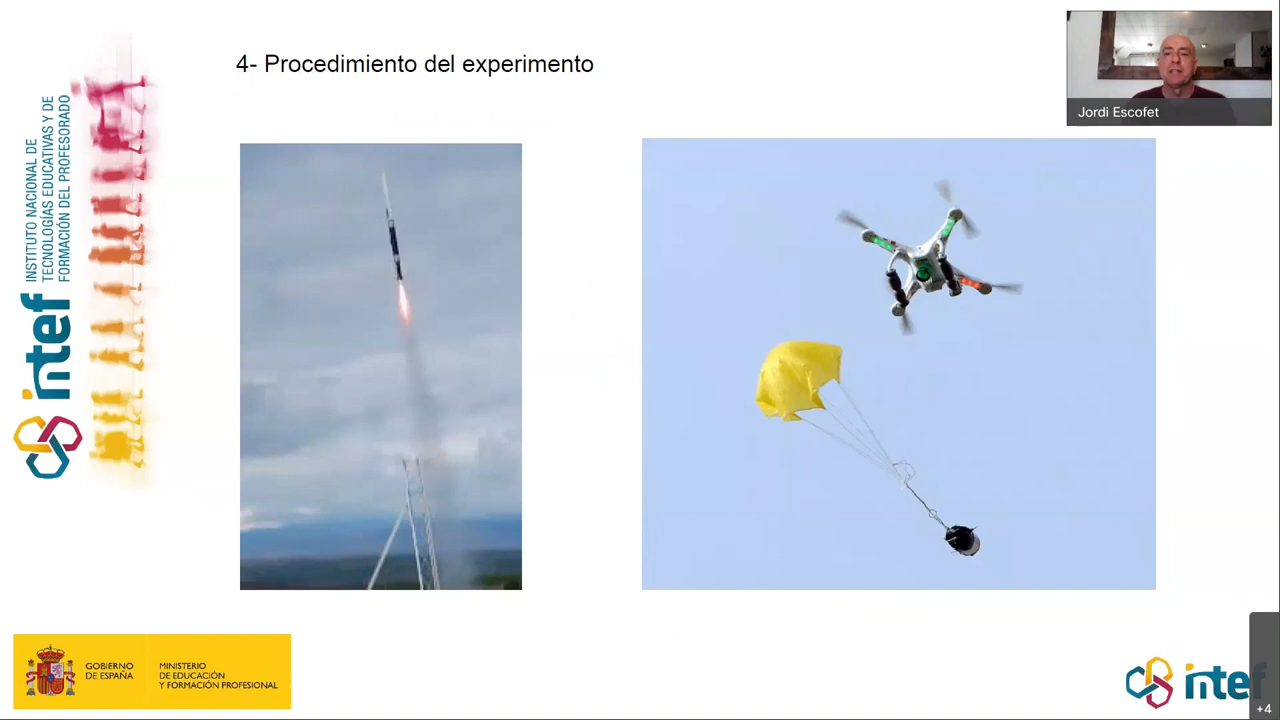 4- Procedimiento del experimento
Jordi Escofet
INSTITUTO NACIONAL DE
TECNOLOGÍAS EDUCATIVAS Y DE
FORMACIÓN DEL PROFESORADO
intef
GOBIERNO
DE ESPAÑA
MINISTERIO
DE EDUCACIÓN
Y FORMACIÓN PROFESIONAL
intef
+4